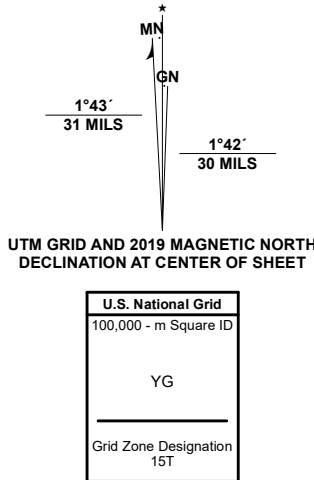 ★
MN
GN
1°43´
31 MILS
1°42´
30 MILS
UTM GRID AND 2019 MAGNETIC NORTH
DECLINATION AT CENTER OF SHEET
U.S. National Grid
100,000 - m Square ID
YG
Grid Zone Designation
15T